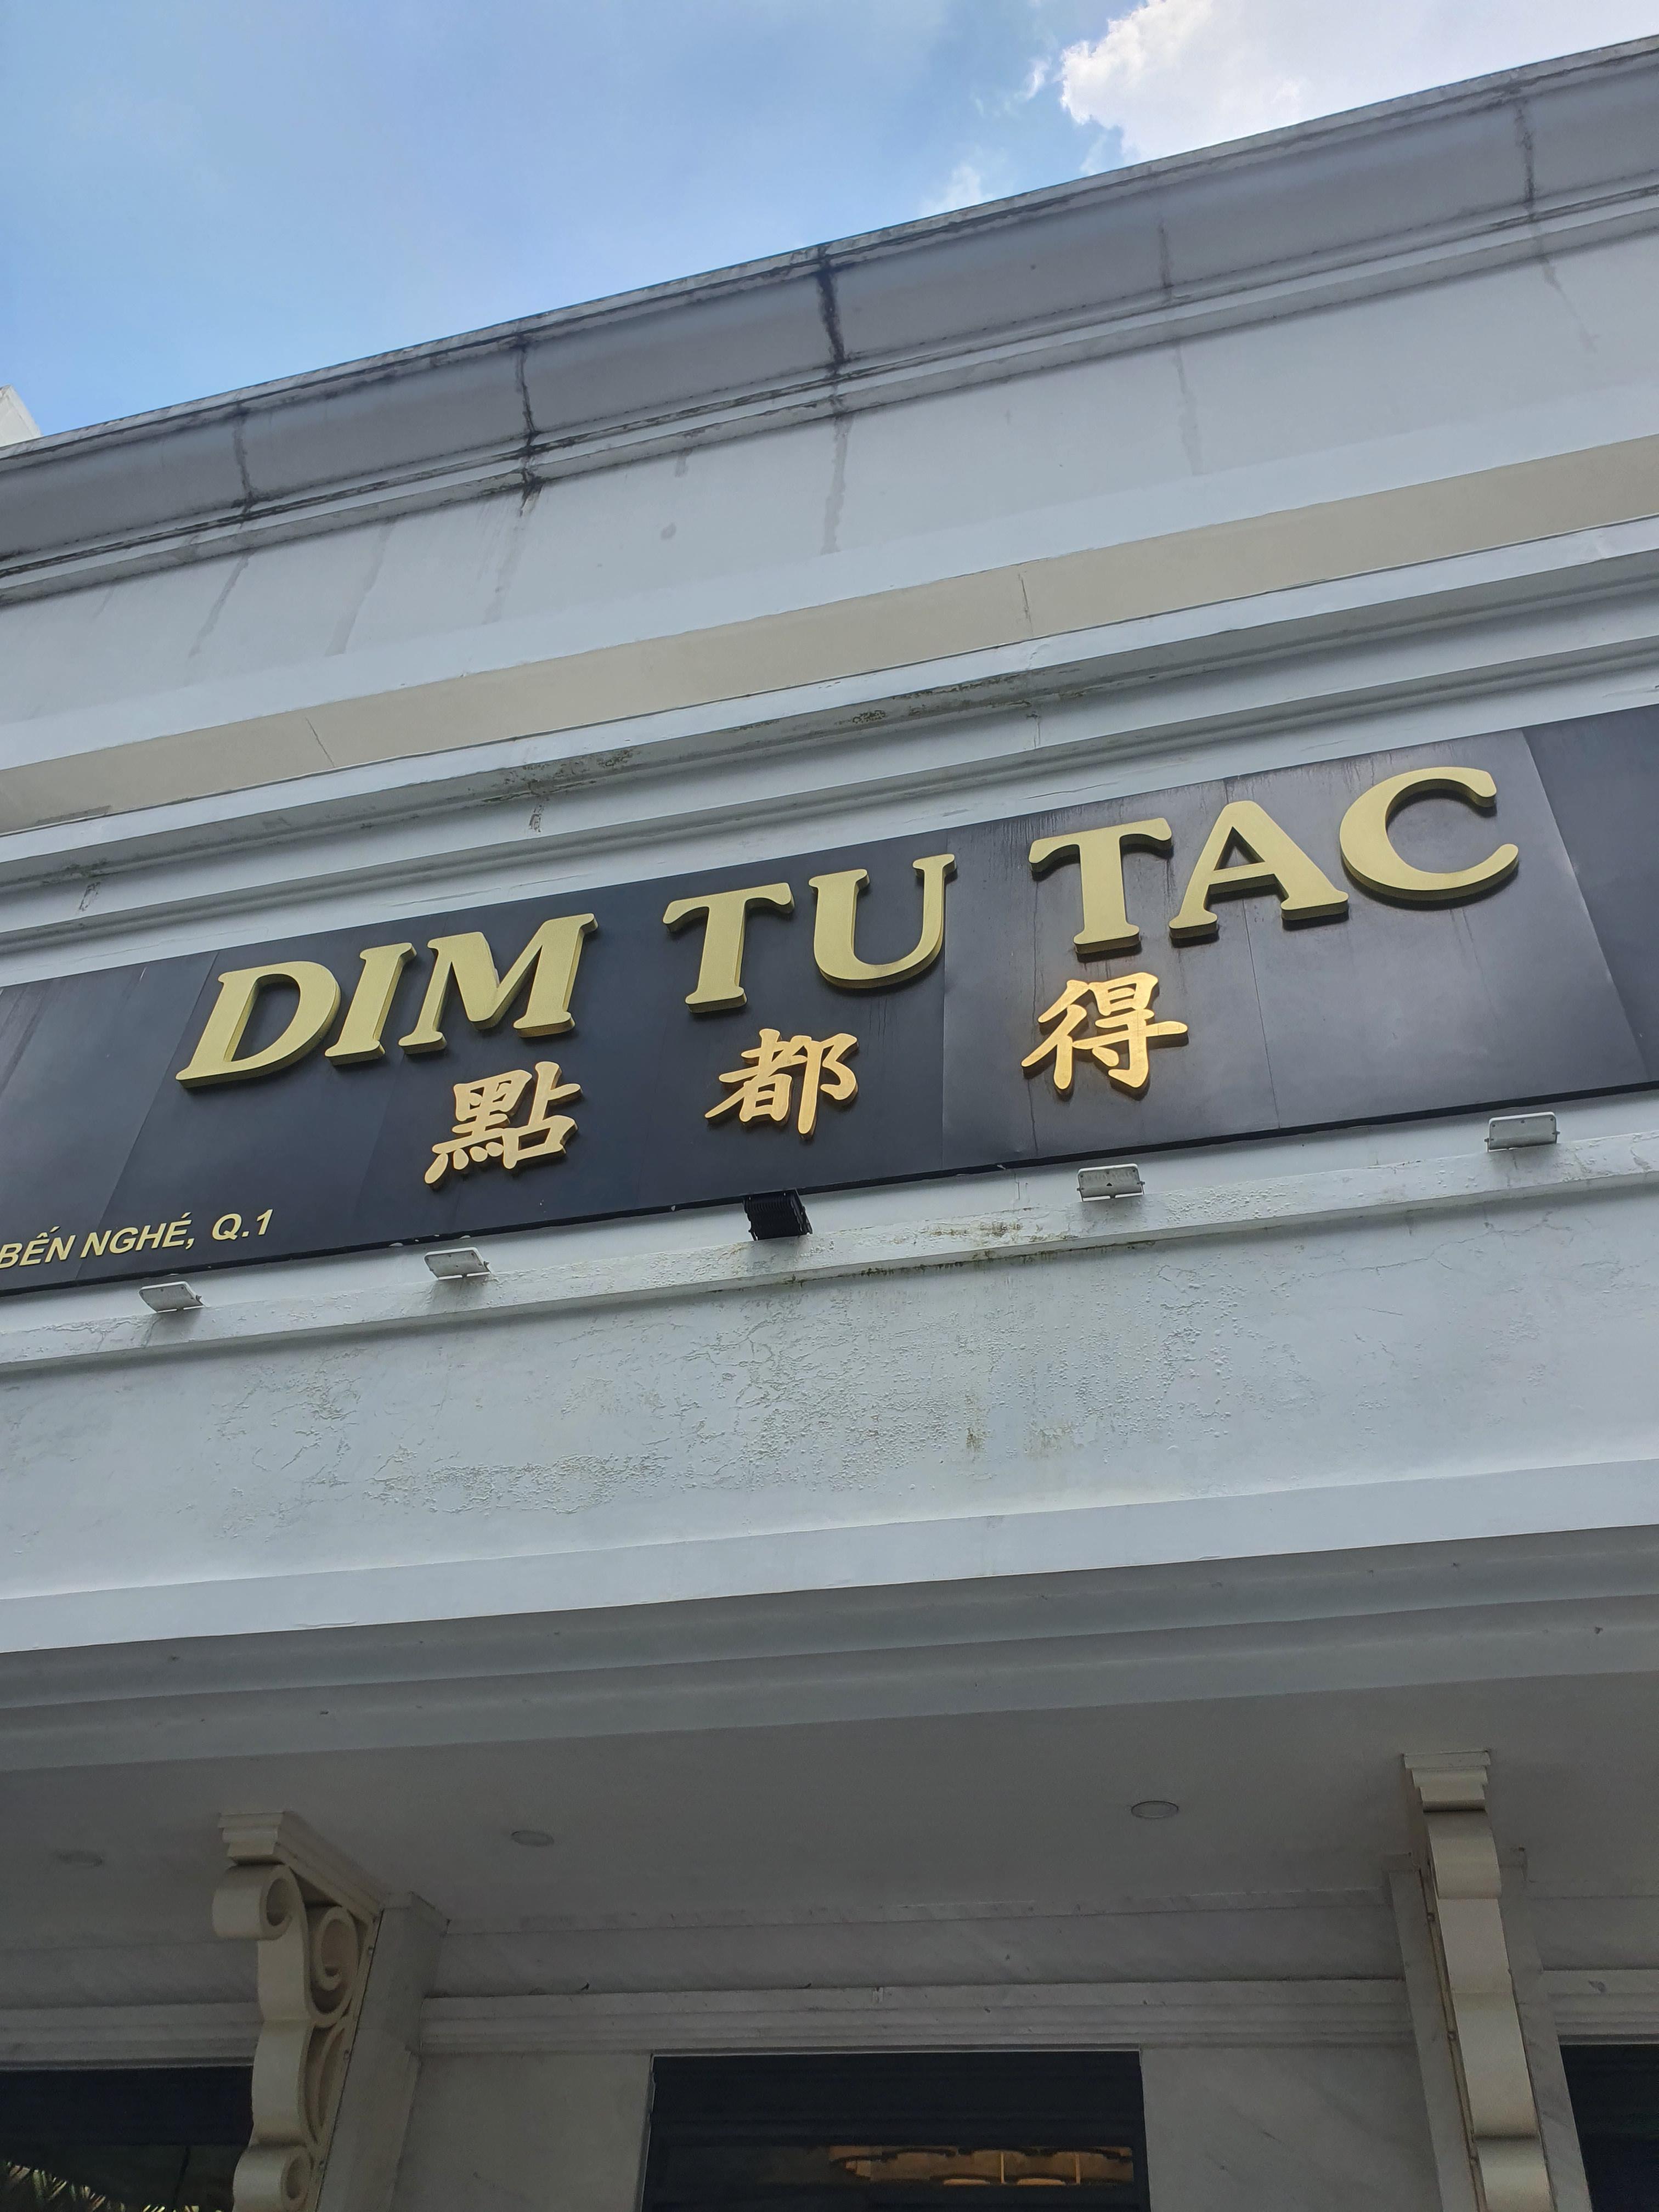 DIM TU TAC
點都得
BẾN NGHÉ, Q.1